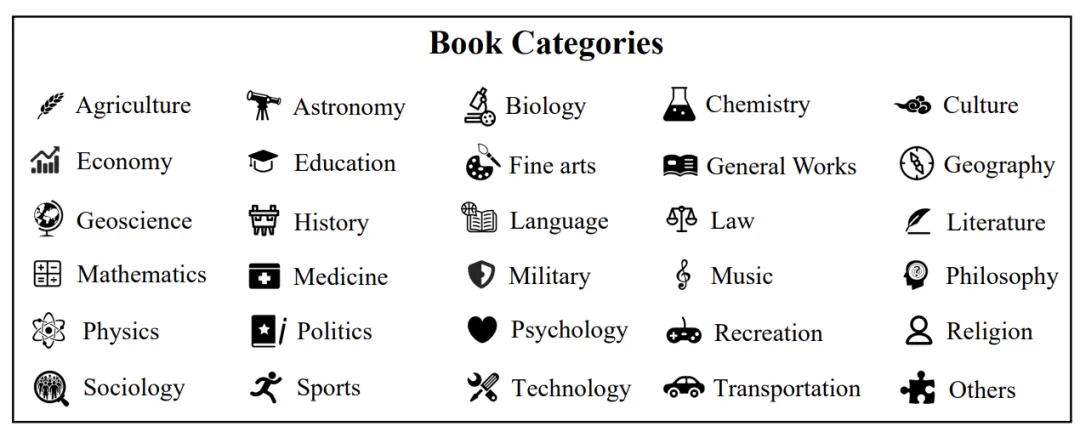 Book Categories
Agriculture Astronomy Biology Chemistry Culture
Economy Education Fine arts General Works Geography
Geoscience History Language Law Literature
Mathematics Medicine Military Music Philosophy
Physics Politics Psychology Recreation Religion
Sociology Sports Technology Transportation Others